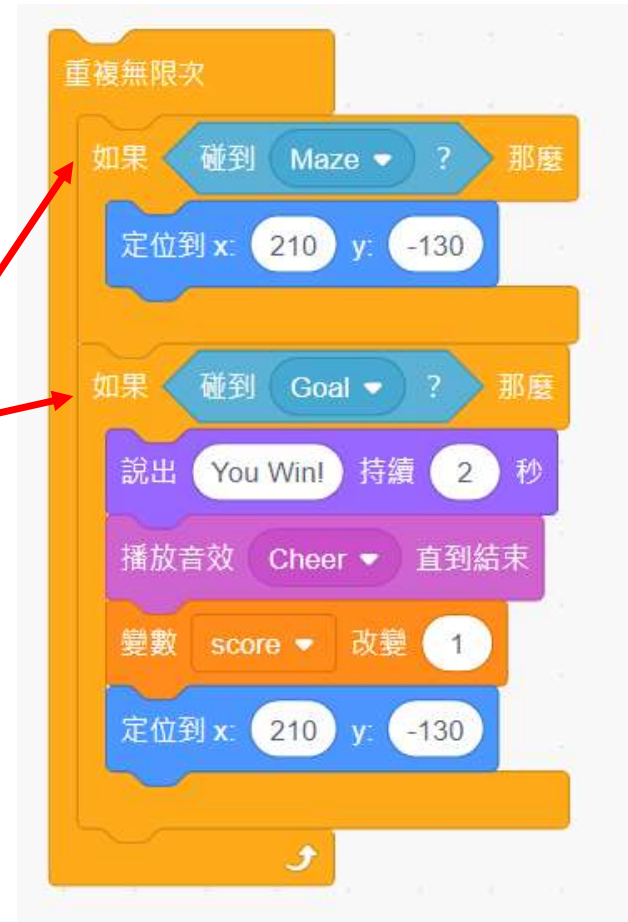 重複無限次
如果 碰到 Maze ? 那麼
定位到 x: 210 y: -130
如果 碰到 Goal ? 那麼
說出 You Win! 持續 2 秒
播放音效 Cheer 直到結束
變數 score 改變 1
定位到 x: 210 y: -130